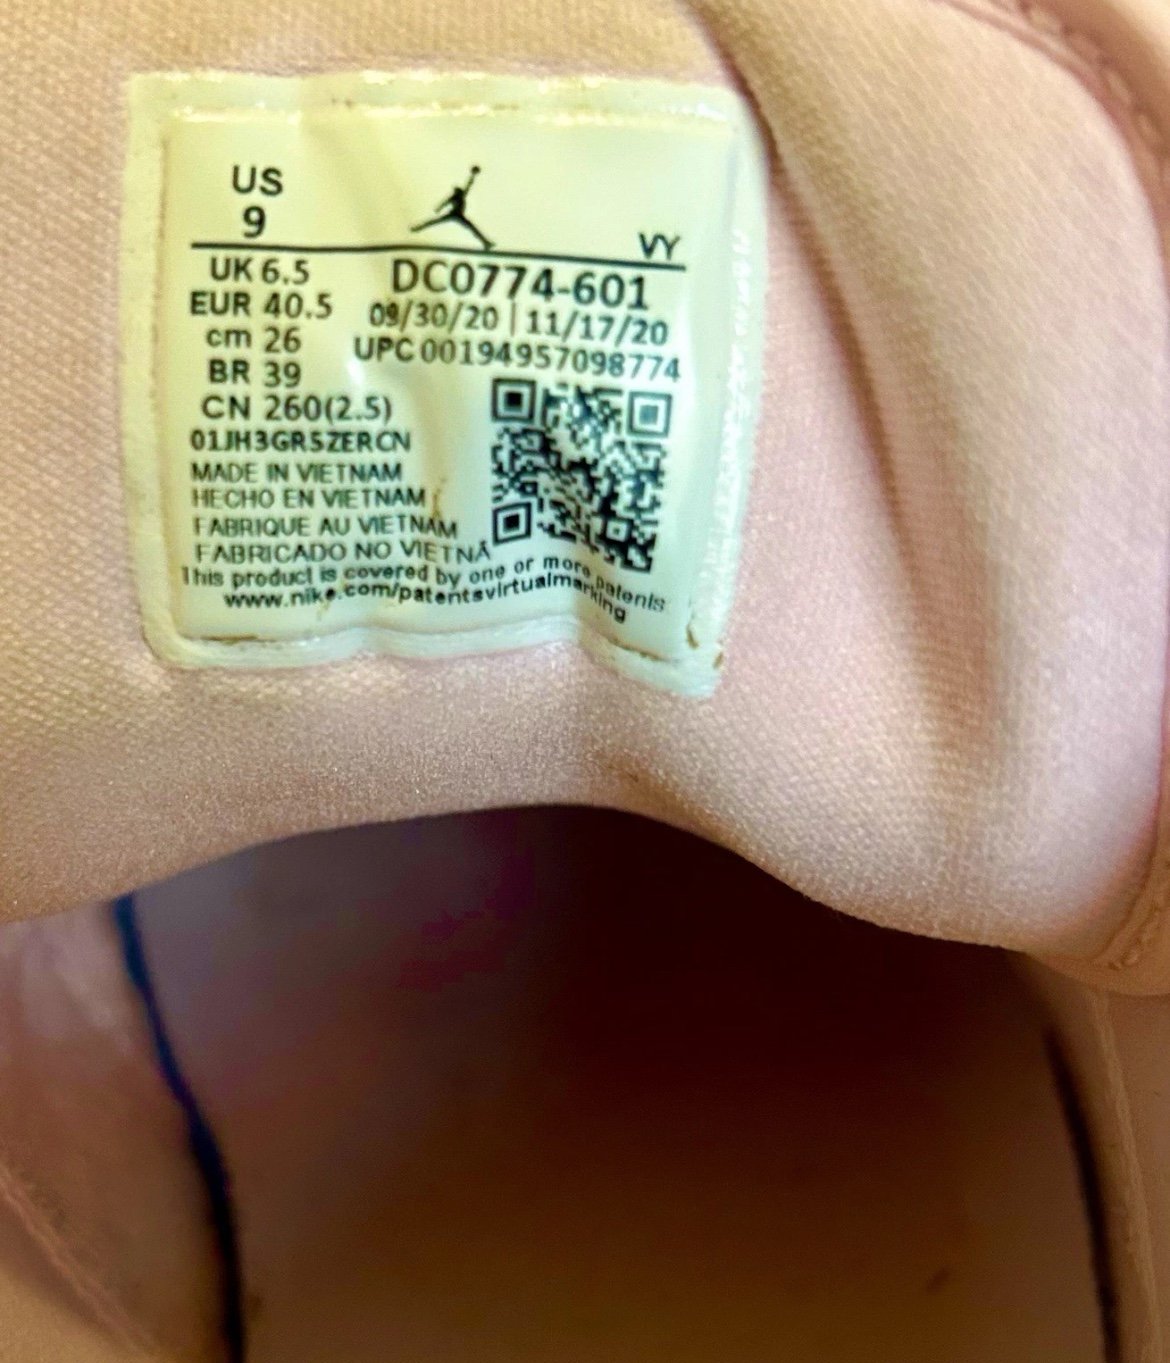 US
9
VY
UK 6.5
EUR 40.5
cm 26
BR 39
CN 260(2.5)
DC0774-601
09/30/20 | 11/17/20
UPC 00194957098774
01JH3GR5ZERCN
MADE IN VIETNAM
HECHO EN VIETNAM
FABRIQUE AU VIETNAM
FABRICADO NO VIETNÃ
This product is covered by one or more patents
www.nike.com/patentsvirtualmarking